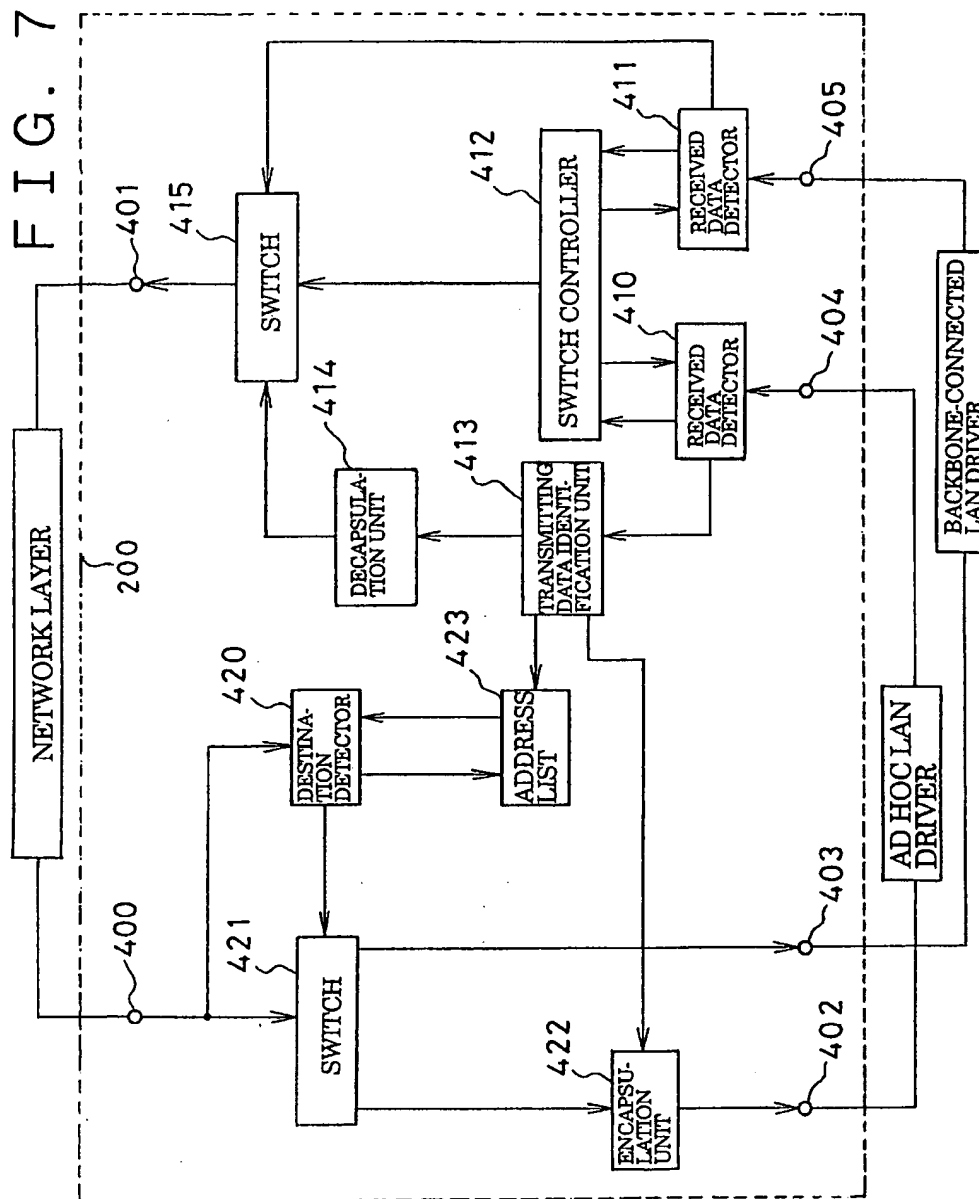 FIG. 7
NETWORK LAYER
200
400
401
421
SWITCH
420
DESTINA-
TION
DETECTOR
423
ADDRESS
LIST
414
DECAPSULA-
TION UNIT
415
SWITCH
413
TRANSMITTING
DATA IDENTI-
FICATION UNIT
412
SWITCH CONTROLLER
422
ENCAPSU-
LATION
UNIT
410
RECEIVED
DATA
DETECTOR
411
RECEIVED
DATA
DETECTOR
402
403
404
405
AD HOC LAN
DRIVER
BACKBONE-CONNECTED
LAN DRIVER